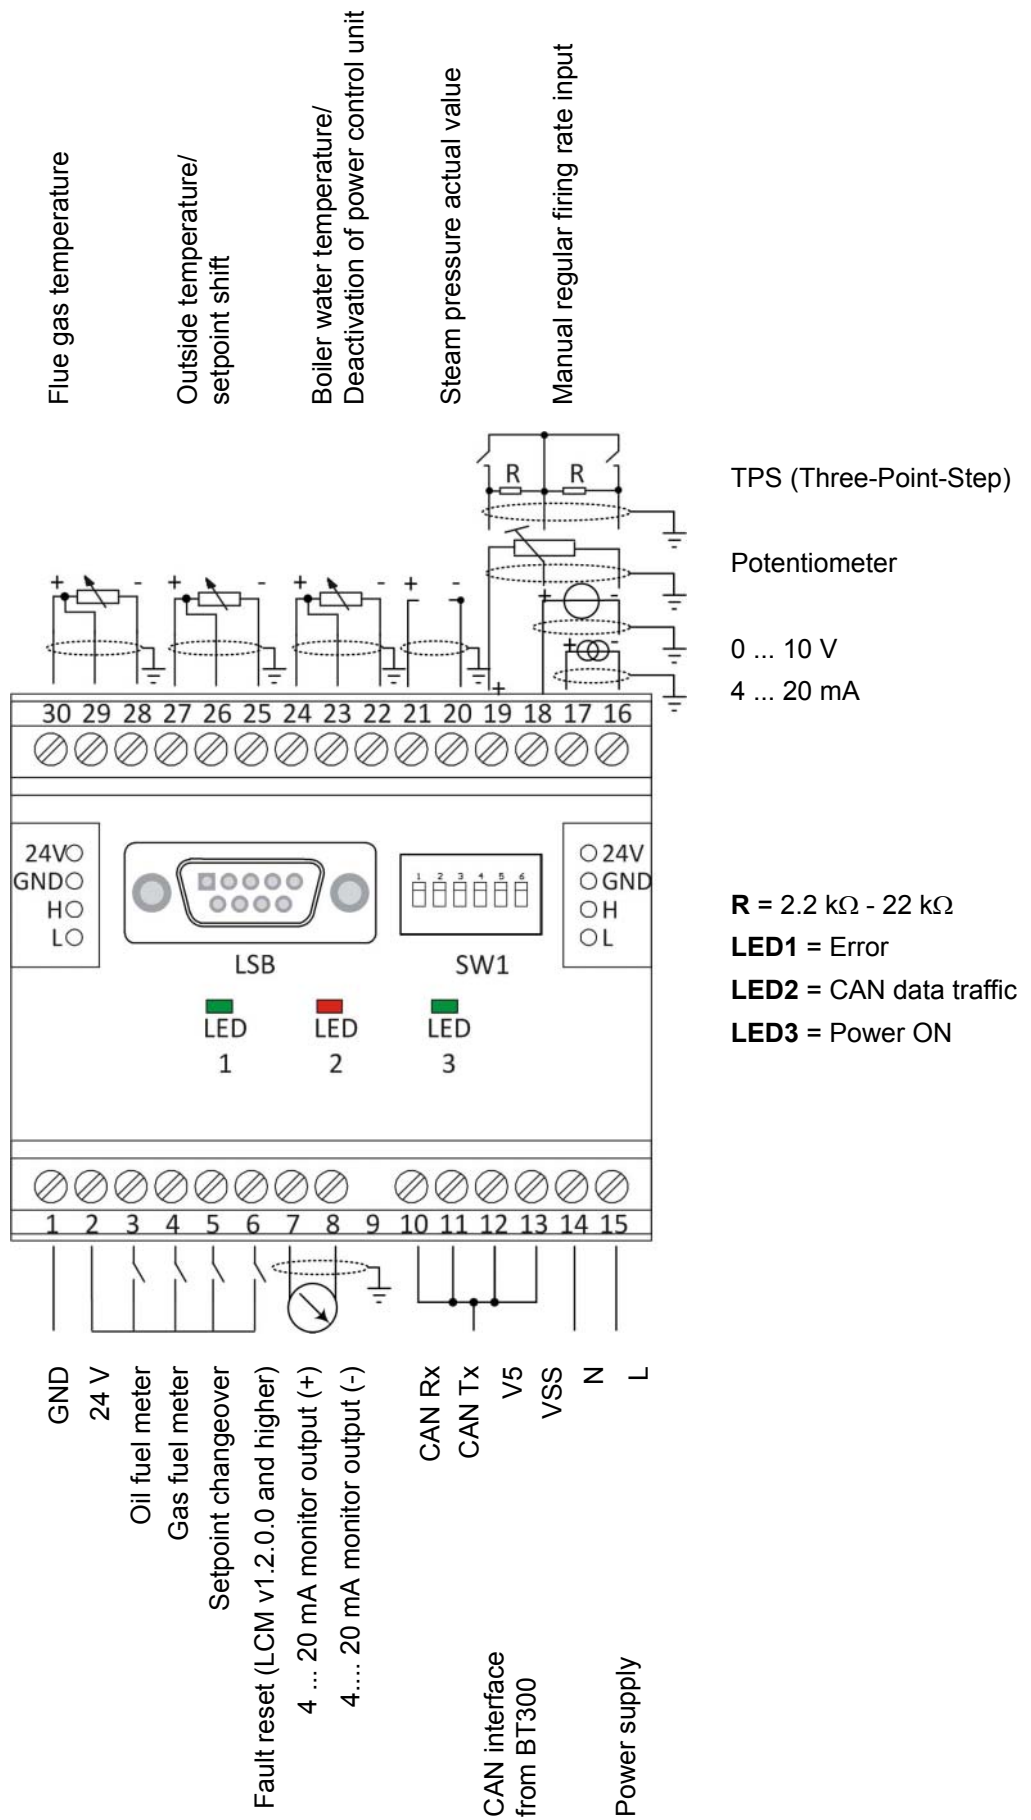 Flue gas temperature
Outside temperature/
setpoint shift
Boiler water temperature/
Deactivation of power control unit
Steam pressure actual value
Manual regular firing rate input
R R
TPS (Three-Point-Step)
Potentiometer
+ - + - + - + - + -
0 ... 10 V
+ -
4 ... 20 mA
+
30 29 28 27 26 25 24 23 22 21 20 19 18 17 16
24V
GND
H
L
1 2 3 4 5 6
24V
GND
H
L
LSB
SW1
R = 2.2 kΩ - 22 kΩ
LED1 = Error
LED2 = CAN data traffic
LED3 = Power ON
LED
1
LED
2
LED
3
1 2 3 4 5 6 7 8 9 10 11 12 13 14 15
GND
24 V
Oil fuel meter
Gas fuel meter
Setpoint changeover
Fault reset (LCM v1.2.0.0 and higher)
4 ... 20 mA monitor output (+)
4.... 20 mA monitor output (-)
CAN Rx
CAN Tx
V5
VSS
N
L
CAN interface
from BT300
Power supply